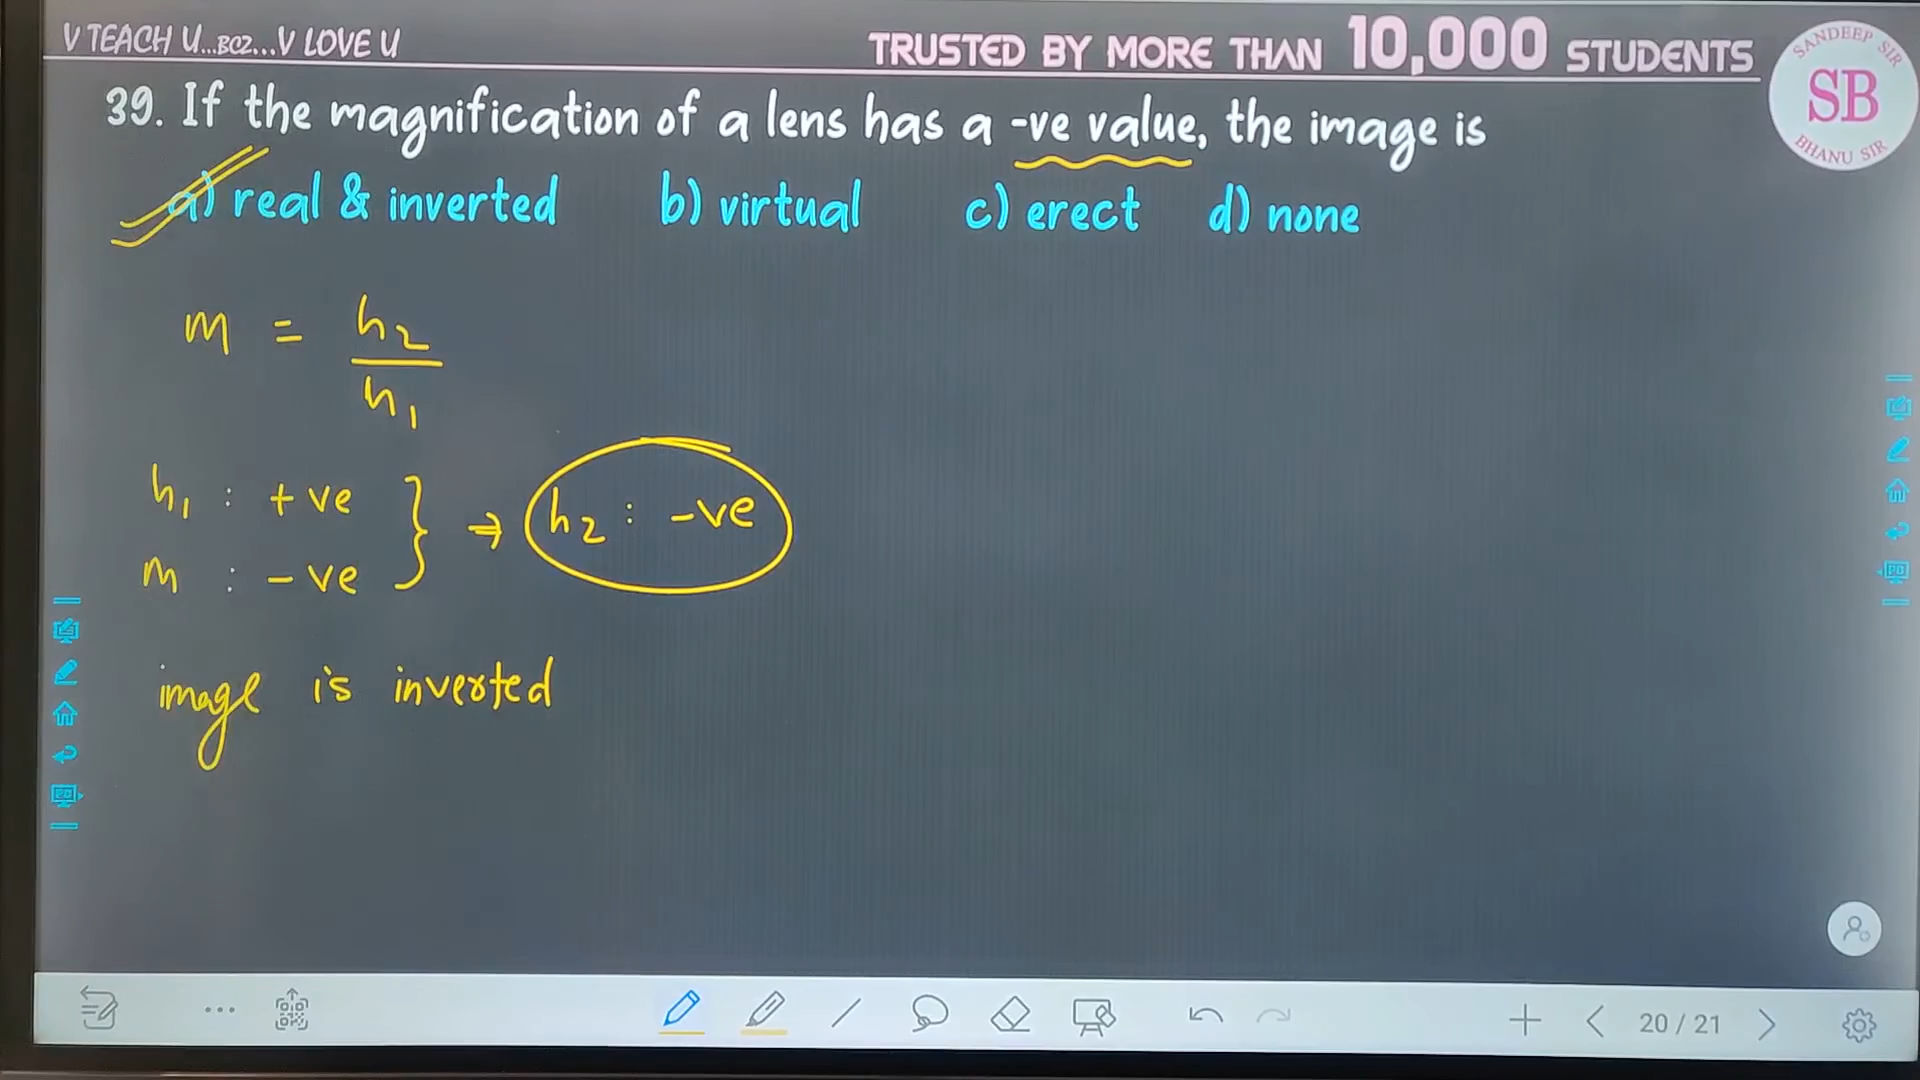 V TEACH U...BCZ...V LOVE U
TRUSTED BY MORE THAN 10,000 STUDENTS
SANDEEP SIR
SB
BHANU SIR
39. If the magnification of a lens has a -ve value, the image is
a) real & inverted b) virtual c) erect d) none
m = h2/h1
h1 : +ve
m : -ve
} ⇒ h2 : -ve
image is inverted
20 / 21